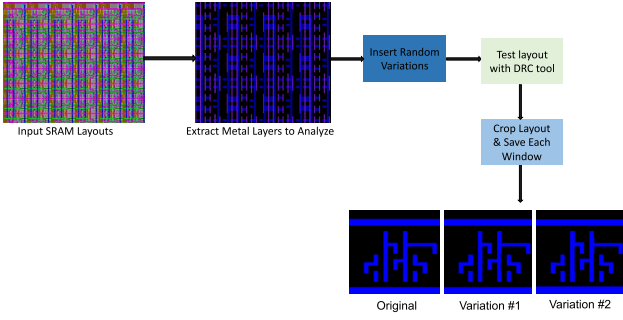 Input SRAM Layouts
Extract Metal Layers to Analyze
Insert Random
Variations
Test layout
with DRC tool
Crop Layout
& Save Each
Window
Original
Variation #1
Variation #2